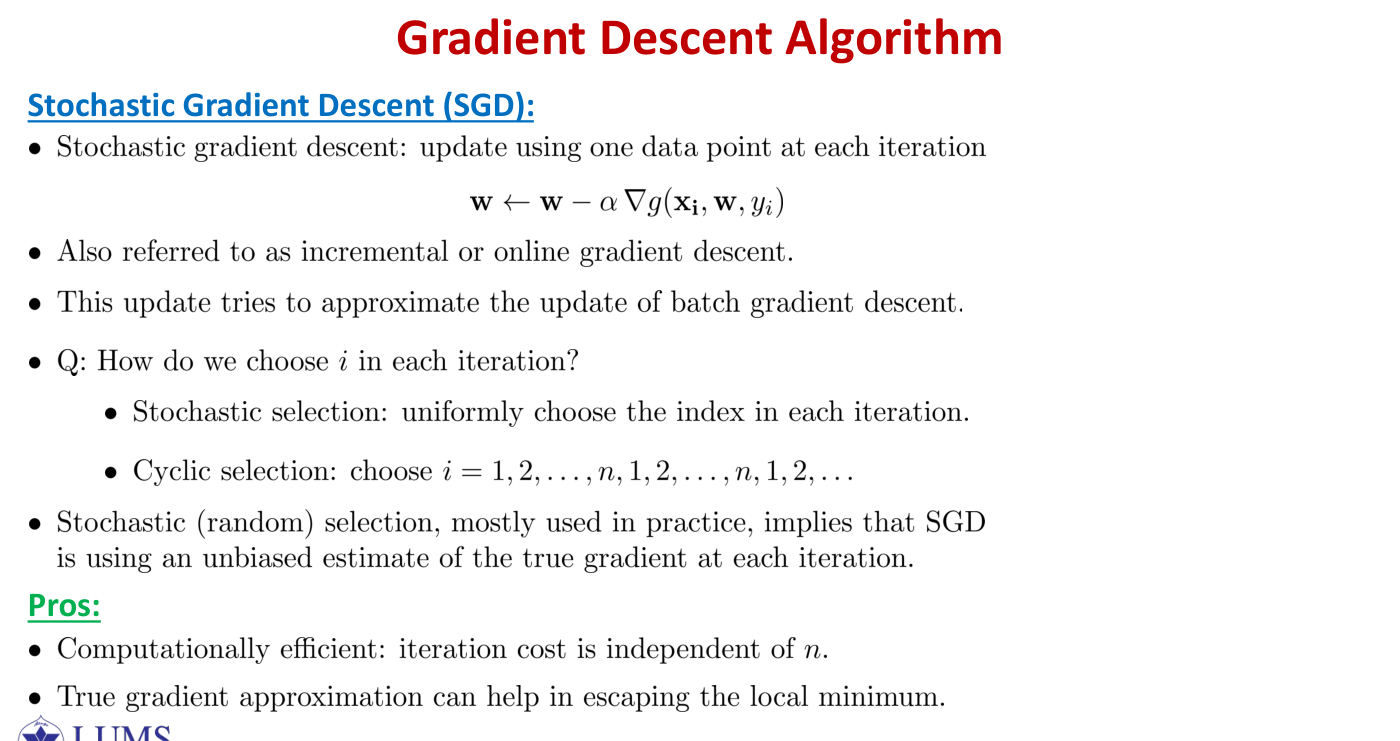 Gradient Descent Algorithm
Stochastic Gradient Descent (SGD):
• Stochastic gradient descent: update using one data point at each iteration
w ← w − α ∇g(xᵢ, w, yᵢ)
• Also referred to as incremental or online gradient descent.
• This update tries to approximate the update of batch gradient descent.
• Q: How do we choose i in each iteration?
• Stochastic selection: uniformly choose the index in each iteration.
• Cyclic selection: choose i = 1, 2, . . . , n, 1, 2, . . . , n, 1, 2, . . .
• Stochastic (random) selection, mostly used in practice, implies that SGD
is using an unbiased estimate of the true gradient at each iteration.
Pros:
• Computationally efficient: iteration cost is independent of n.
• True gradient approximation can help in escaping the local minimum.
LUMS